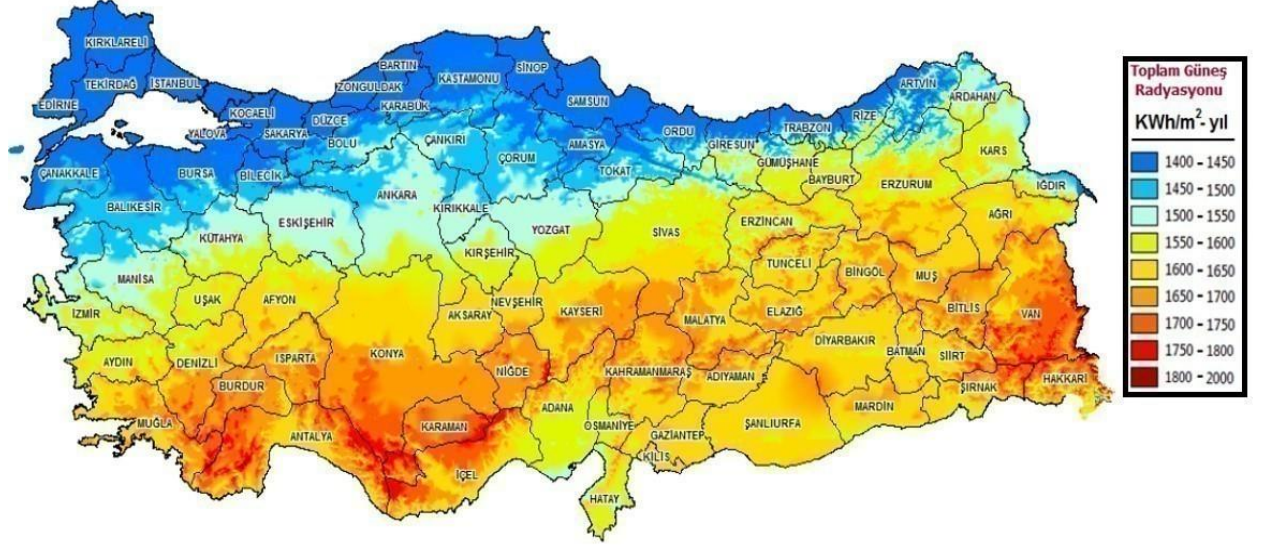 KIRKLARELİ
TEKİRDAĞ
İSTANBUL
EDİRNE
KOCAELİ
YALOVA
SAKARYA
DÜZCE
ZONGULDAK
BARTIN
KARABÜK
KASTAMONU
SİNOP
SAMSUN
BOLU
ÇANKIRI
ÇORUM
AMASYA
TOKAT
ORDU
GİRESUN
TRABZON
RİZE
ARTVİN
ARDAHAN
KARS
IĞDIR
GÜMÜŞHANE
BAYBURT
ERZURUM
ÇANAKKALE
BURSA
BİLECİK
BALIKESİR
ESKİŞEHİR
ANKARA
KIRIKKALE
KÜTAHYA
YOZGAT
SİVAS
ERZİNCAN
AĞRI
KIRŞEHİR
MANİSA
UŞAK
AFYON
NEVŞEHİR
AKSARAY
KAYSERİ
MALATYA
TUNCELİ
BİNGÖL
MUŞ
ELAZIĞ
BİTLİS
VAN
İZMİR
AYDIN
DENİZLİ
ISPARTA
BURDUR
KONYA
NİĞDE
KAHRAMANMARAŞ
ADIYAMAN
DİYARBAKIR
BATMAN
SİİRT
ŞIRNAK
HAKKARİ
MARDİN
MUĞLA
ANTALYA
KARAMAN
İÇEL
ADANA
OSMANİYE
GAZİANTEP
KİLİS
ŞANLIURFA
HATAY
Toplam Güneş
Radyasyonu
KWh/m²- yıl
1400 - 1450
1450 - 1500
1500 - 1550
1550 - 1600
1600 - 1650
1650 - 1700
1700 - 1750
1750 - 1800
1800 - 2000